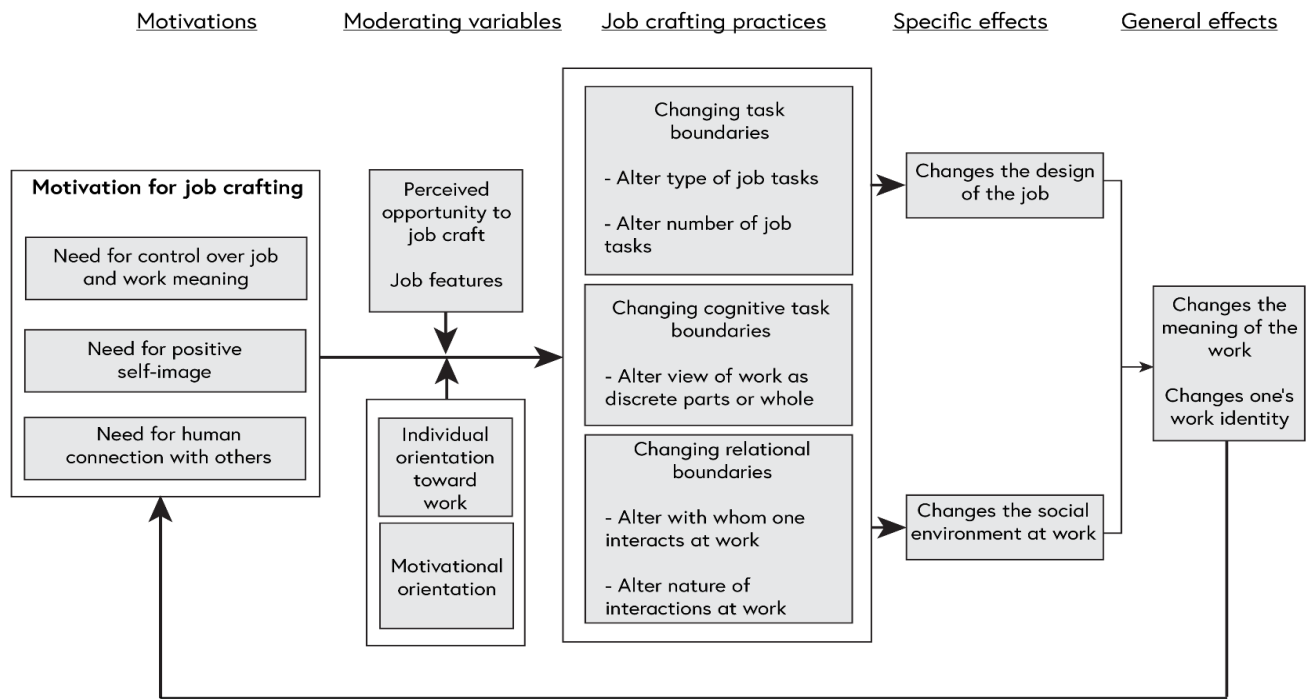 Motivations
Moderating variables
Job crafting practices
Specific effects
General effects
Motivation for job crafting
Need for control over job
and work meaning
Need for positive
self-image
Need for human
connection with others
Perceived
opportunity to
job craft
Job features
Individual
orientation
toward
work
Motivational
orientation
Changing task
boundaries
- Alter type of job tasks
- Alter number of job
tasks
Changing cognitive task
boundaries
- Alter view of work as
discrete parts or whole
Changing relational
boundaries
- Alter with whom one
interacts at work
- Alter nature of
interactions at work
Changes the design
of the job
Changes the social
environment at work
Changes the
meaning of the
work
Changes one's
work identity